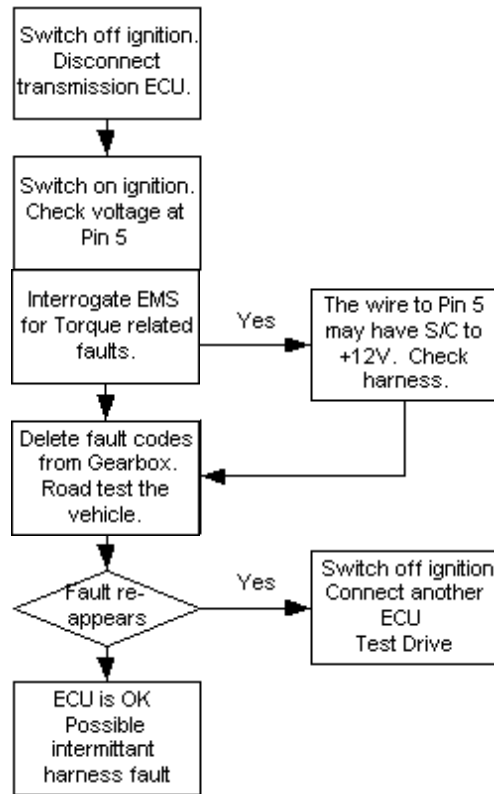 Switch off ignition.
Disconnect
transmission ECU.
Switch on ignition.
Check voltage at
Pin 5
Interrogate EMS
for Torque related
faults.
Yes
The wire to Pin 5
may have S/C to
+12V. Check
harness.
Delete fault codes
from Gearbox.
Road test the
vehicle.
Fault re-
appears
Yes
Switch off ignition
Connect another
ECU
Test Drive
ECU is OK
Possible
intermittant
harness fault